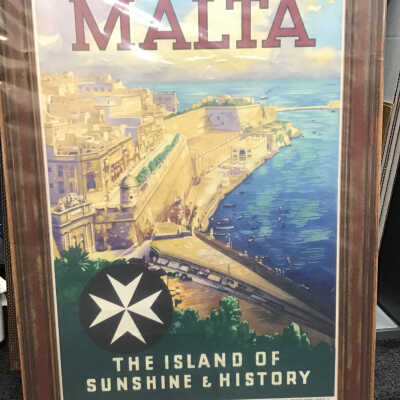 MALTA
THE ISLAND OF
SUNSHINE & HISTORY